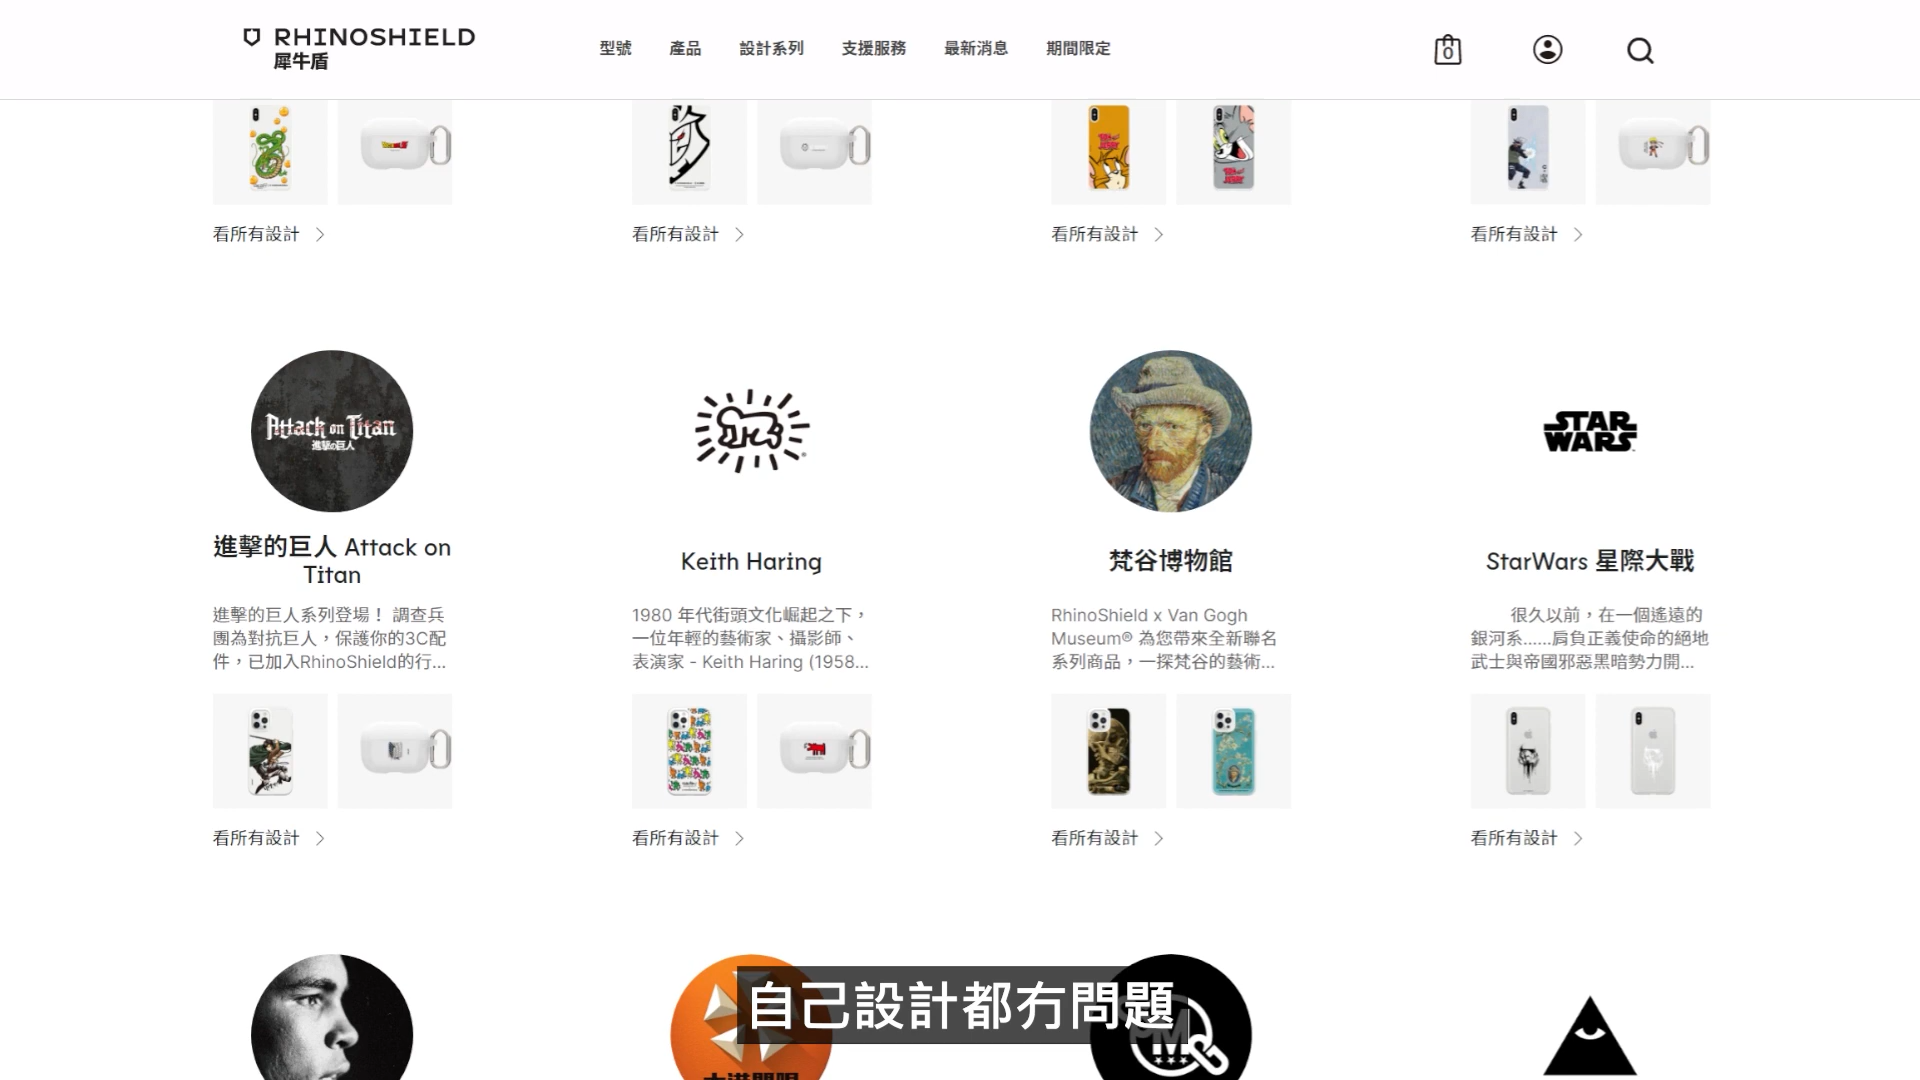 RHINOSHIELD
犀牛盾
型號 產品 設計系列 支援服務 最新消息 期間限定
0
看所有設計 看所有設計 看所有設計 看所有設計
Attack on Titan
進撃の巨人
STAR
WARS
進擊的巨人 Attack on
Titan
Keith Haring
梵谷博物館
StarWars 星際大戰
進擊的巨人系列登場！ 調查兵
團為對抗巨人，保護你的3C配
件，已加入RhinoShield的行...
1980 年代街頭文化崛起之下，
一位年輕的藝術家、攝影師、
表演家 - Keith Haring (1958...
RhinoShield x Van Gogh
Museum® 為您帶來全新聯名
系列商品，一探梵谷的藝術...
很久以前，在一個遙遠的
銀河系......肩負正義使命的絕地
武士與帝國邪惡黑暗勢力開...
看所有設計 看所有設計 看所有設計 看所有設計
自己設計都冇問題